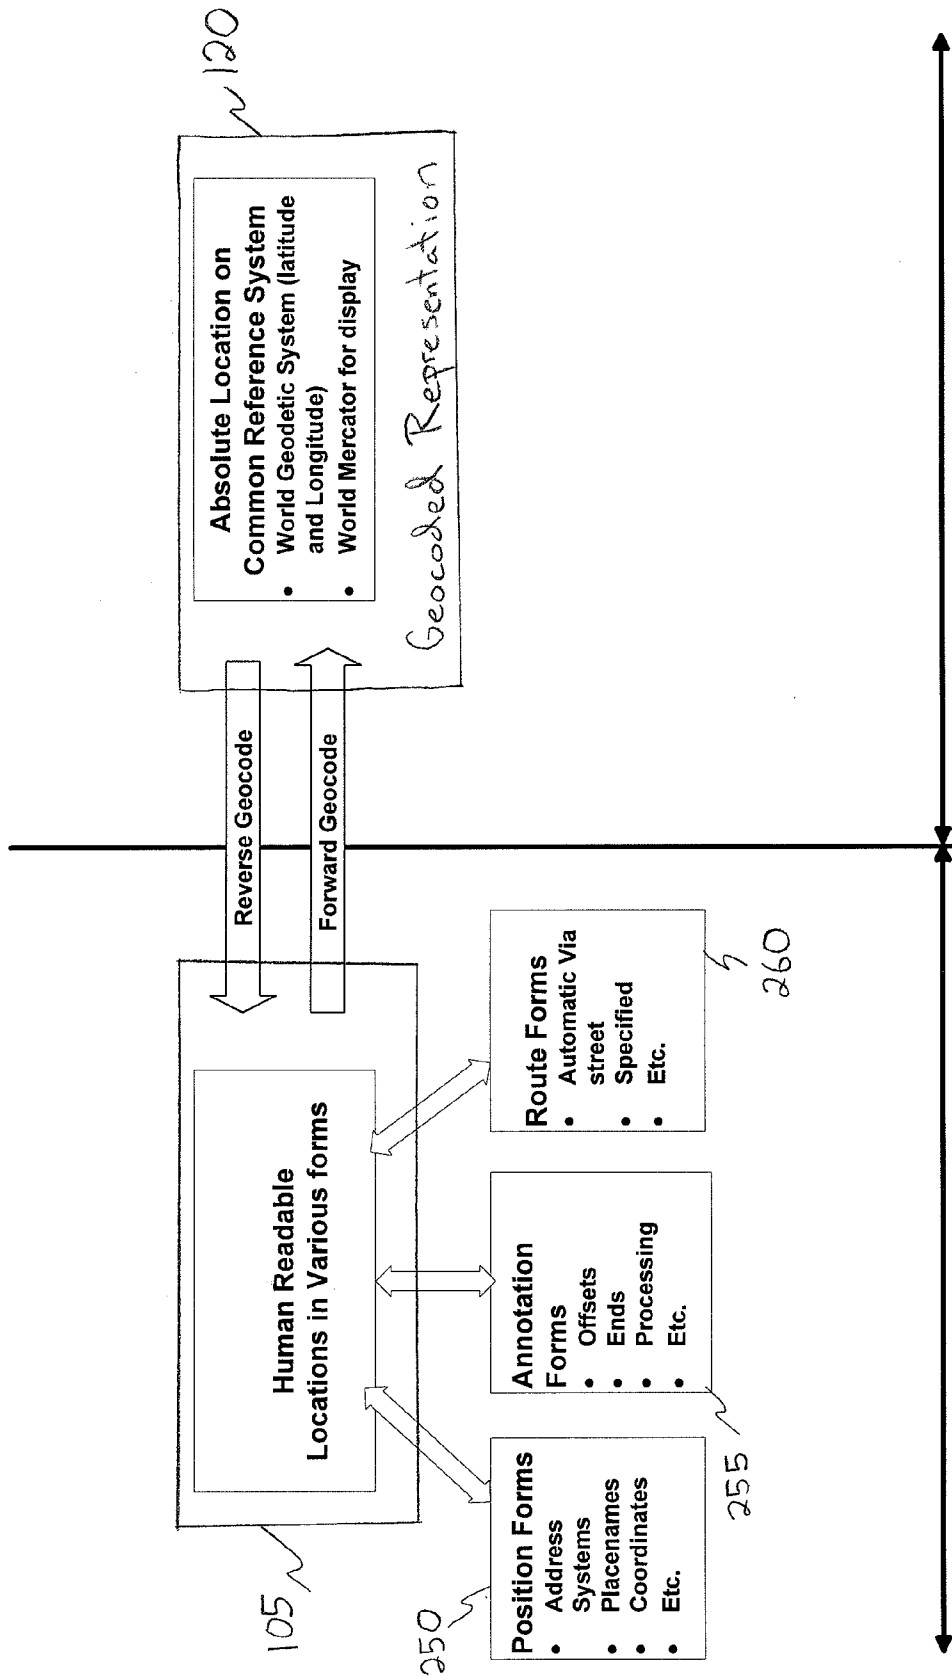 105
Human Readable
Locations in Various forms
Reverse Geocode
Forward Geocode
120
Absolute Location on
Common Reference System
• World Geodetic System (latitude
and Longitude)
• World Mercator for display
Geocoded Representation
250
Position Forms
• Address
Systems
• Placenames
• Coordinates
• Etc.
255
Annotation
Forms
• Offsets
• Ends
• Processing
• Etc.
260
Route Forms
• Automatic Via
street
• Specified
• Etc.